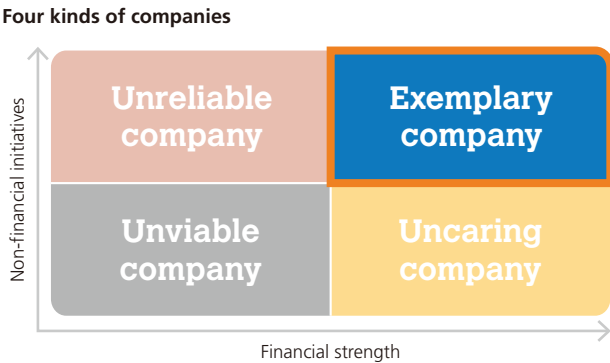 Four kinds of companies
Non-financial initiatives
Unreliable
company
Exemplary
company
Unviable
company
Uncaring
company
Financial strength